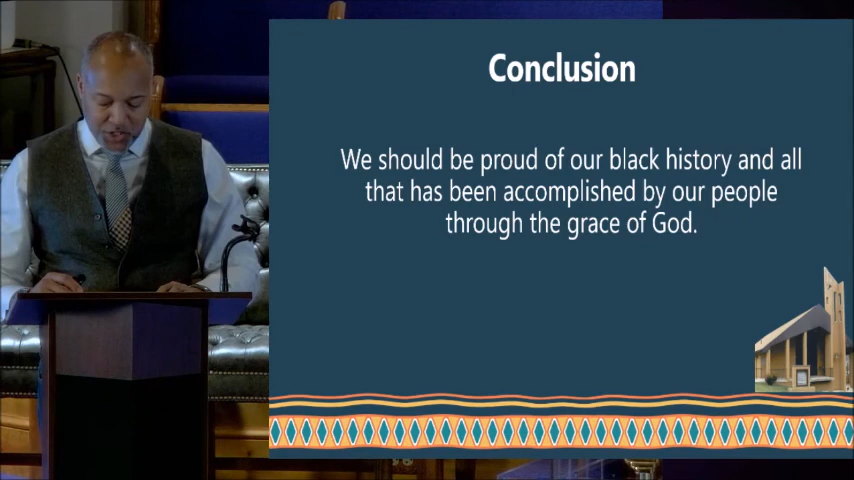 Conclusion
We should be proud of our black history and all
that has been accomplished by our people
through the grace of God.